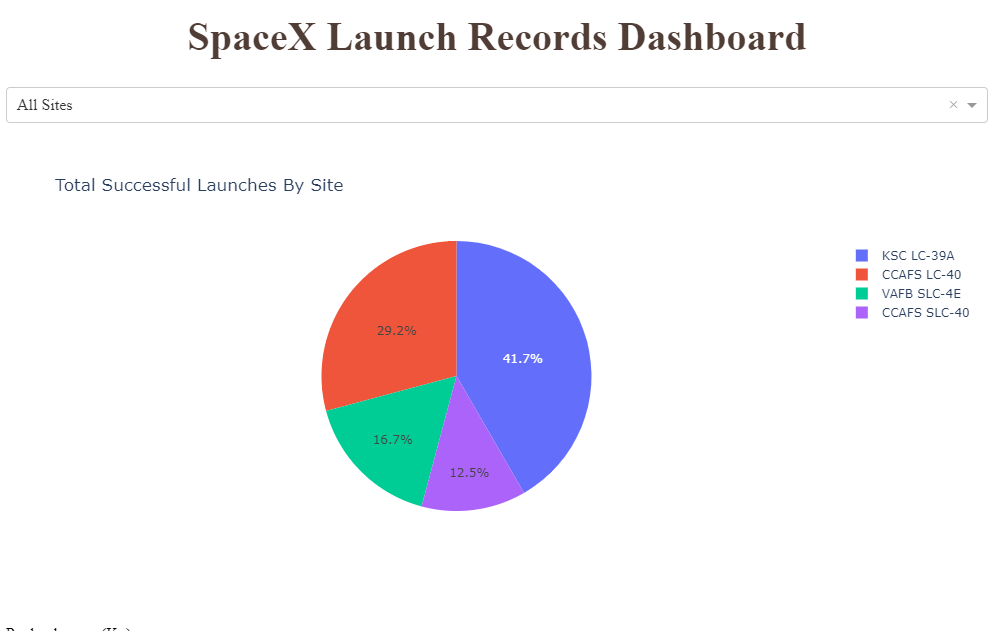 SpaceX Launch Records Dashboard
All Sites ×
Total Successful Launches By Site
KSC LC-39A
CCAFS LC-40
VAFB SLC-4E
CCAFS SLC-40
29.2%
41.7%
16.7%
12.5%